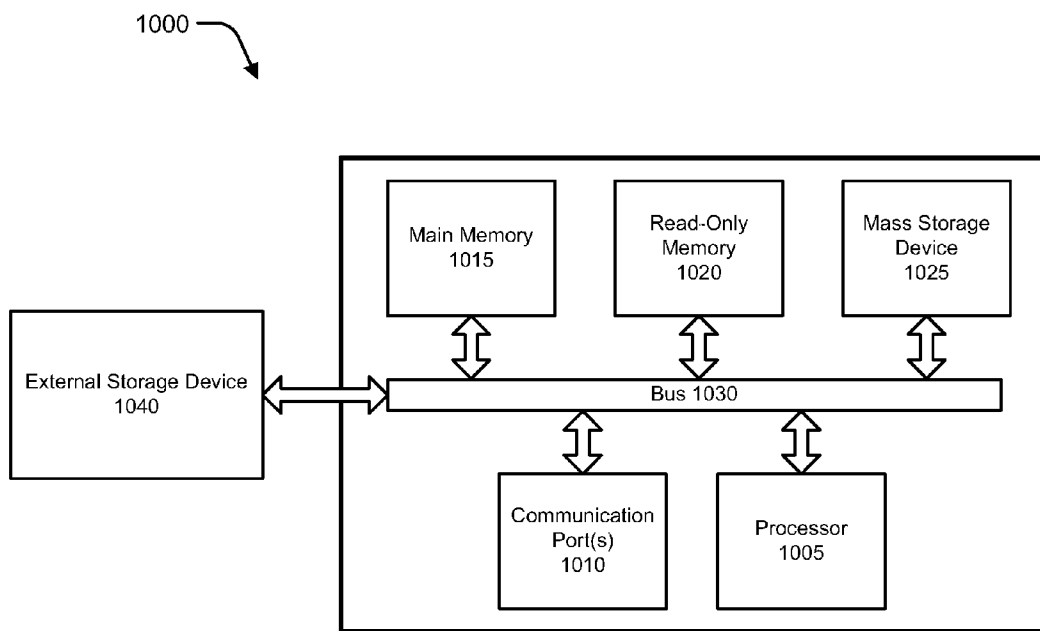 1000
Main Memory
1015
Read-Only
Memory
1020
Mass Storage
Device
1025
External Storage Device
1040
Bus 1030
Communication
Port(s)
1010
Processor
1005